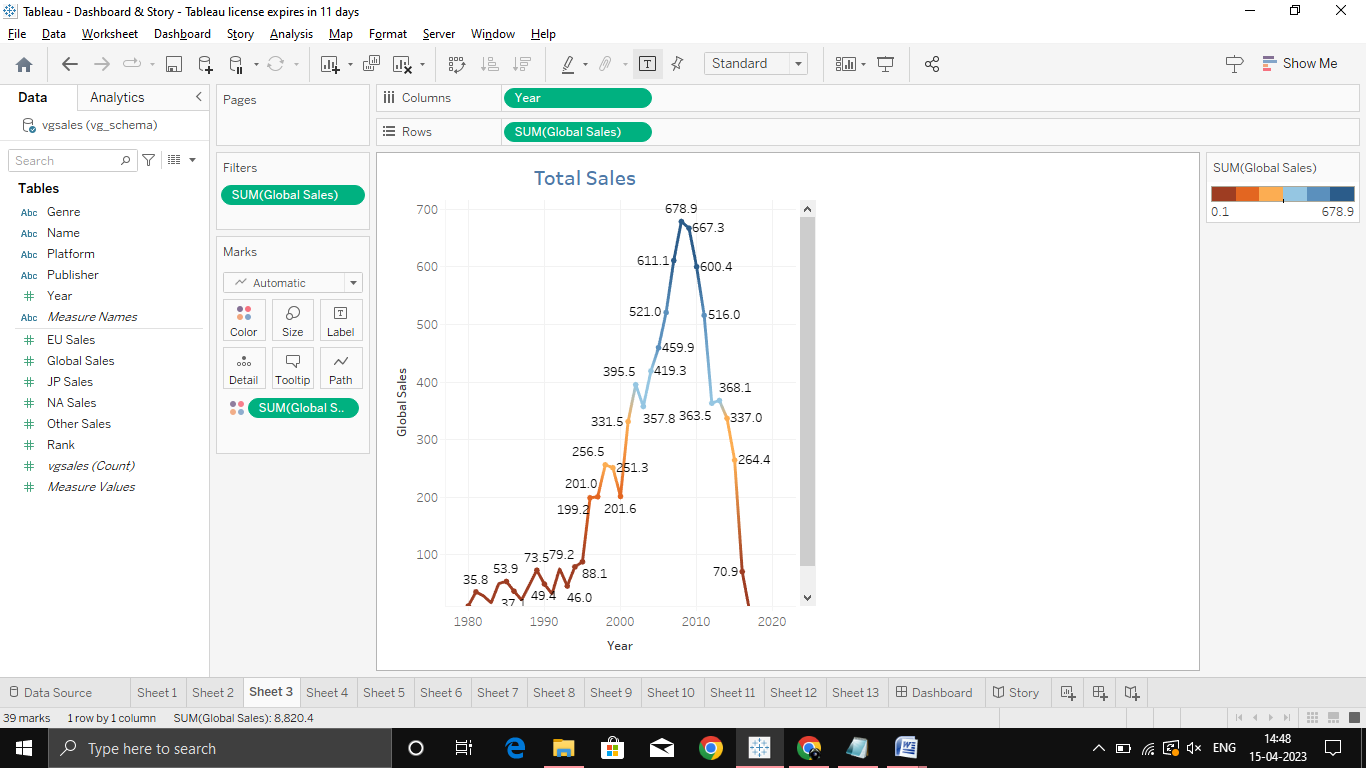 Tableau - Dashboard & Story - Tableau license expires in 11 days
File Data Worksheet Dashboard Story Analysis Map Format Server Window Help
Standard
Show Me
Data Analytics
vgsales (vg_schema)
Search
Tables
Abc Genre
Abc Name
Abc Platform
Abc Publisher
Year
Abc Measure Names
EU Sales
Global Sales
JP Sales
NA Sales
Other Sales
Rank
vgsales (Count)
Measure Values
Pages
Filters
SUM(Global Sales)
Marks
Automatic
Color Size Label
Detail Tooltip Path
SUM(Global S..
Columns Year
Rows SUM(Global Sales)
Total Sales
700
600
500
400
300
200
100
Global Sales
678.9
667.3
611.1
600.4
521.0
516.0
459.9
395.5
419.3
368.1
331.5
357.8
363.5
337.0
256.5
251.3
264.4
201.0
199.2
201.6
73.5
79.2
53.9
88.1
70.9
35.8
49.4
46.0
1980 1990 2000 2010 2020
Year
SUM(Global Sales)
0.1 678.9
Data Source Sheet 1 Sheet 2 Sheet 3 Sheet 4 Sheet 5 Sheet 6 Sheet 7 Sheet 8 Sheet 9 Sheet 10 Sheet 11 Sheet 12 Sheet 13 Dashboard Story
39 marks 1 row by 1 column SUM(Global Sales): 8,820.4
Type here to search
ENG
14:48
15-04-2023